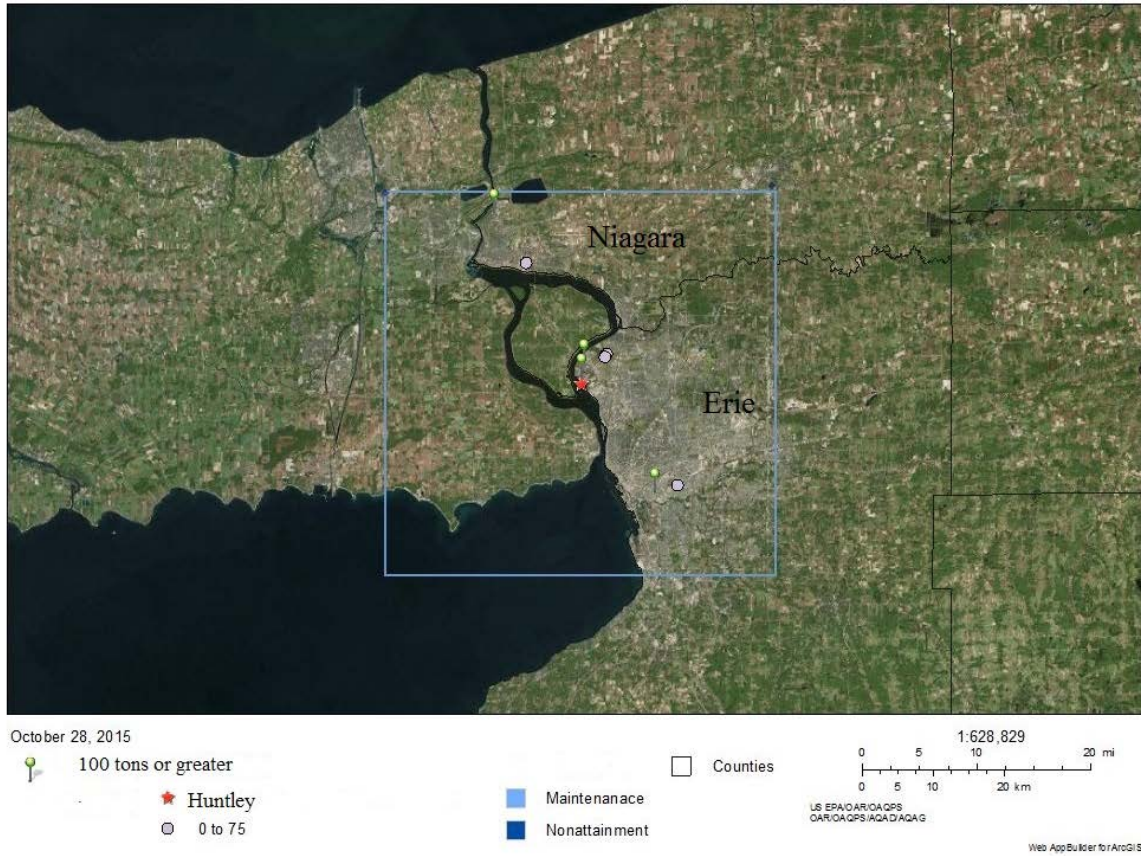 Niagara
Erie
October 28, 2015
100 tons or greater
Huntley
0 to 75
Counties
Maintenanace
Nonattainment
1:628,829
0 5 10 20 mi
0 5 10 20 km
US EPA/OAR/OAQPS
OAR/OAQPS/AQAD/AQAG
Web AppBuilder for ArcGIS